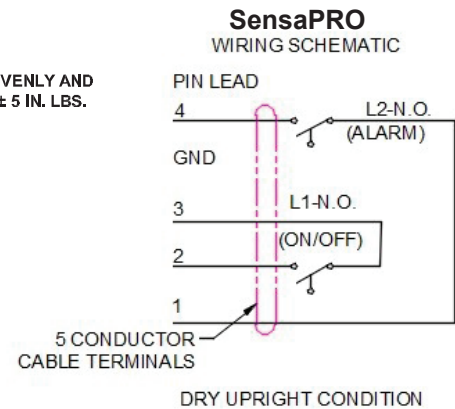 SensaPRO
WIRING SCHEMATIC
VENLY AND
± 5 IN. LBS.
PIN LEAD
4
L2-N.O.
(ALARM)
GND
3
L1-N.O.
(ON/OFF)
2
1
5 CONDUCTOR
CABLE TERMINALS
DRY UPRIGHT CONDITION